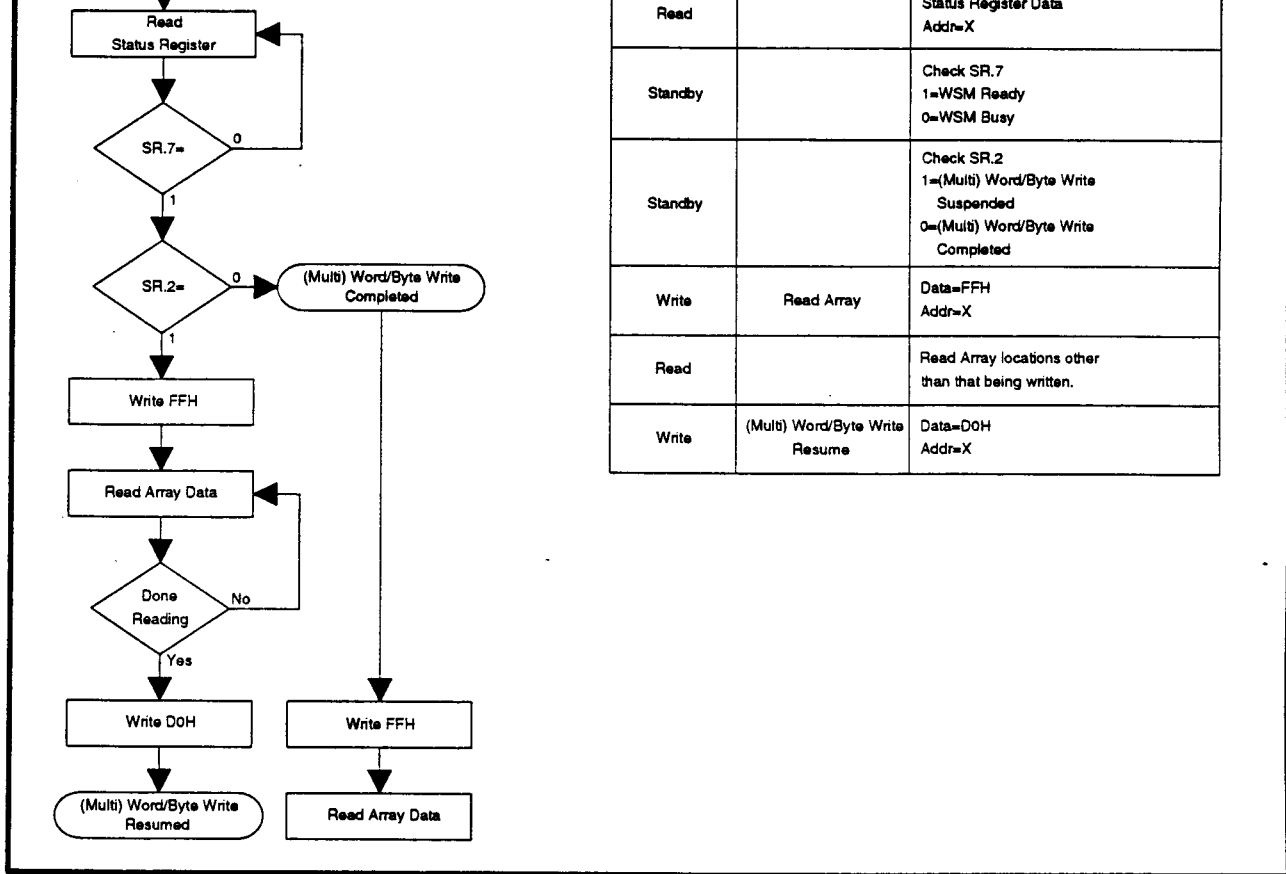 Read
Status Register
SR.7=
0
1
SR.2=
0
(Multi) Word/Byte Write
Completed
1
Write FFH
Read Array Data
Done
Reading
No
Yes
Write D0H
(Multi) Word/Byte Write
Resumed
Write FFH
Read Array Data
Read
Status Register Data
Addr=X
Standby
Check SR.7
1=WSM Ready
0=WSM Busy
Standby
Check SR.2
1=(Multi) Word/Byte Write
Suspended
0=(Multi) Word/Byte Write
Completed
Write
Read Array
Data=FFH
Addr=X
Read
Read Array locations other
than that being written.
Write
(Multi) Word/Byte Write
Resume
Data=D0H
Addr=X